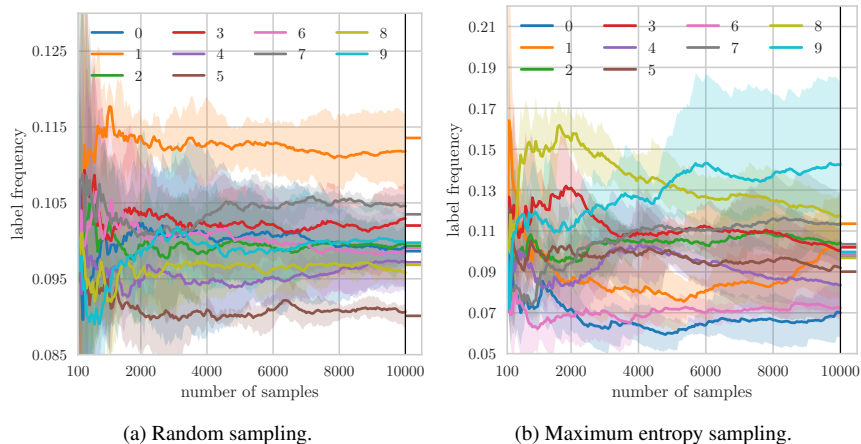 0 3 6 8
1 4 7 9
2 5
0.125
0.115
0.105
0.095
0.085
label frequency
100 2000 4000 6000 8000 10000
number of samples
(a) Random sampling.
0 3 6 8
1 4 7 9
2 5
0.21
0.19
0.17
0.15
0.13
0.11
0.09
0.07
0.05
label frequency
100 2000 4000 6000 8000 10000
number of samples
(b) Maximum entropy sampling.